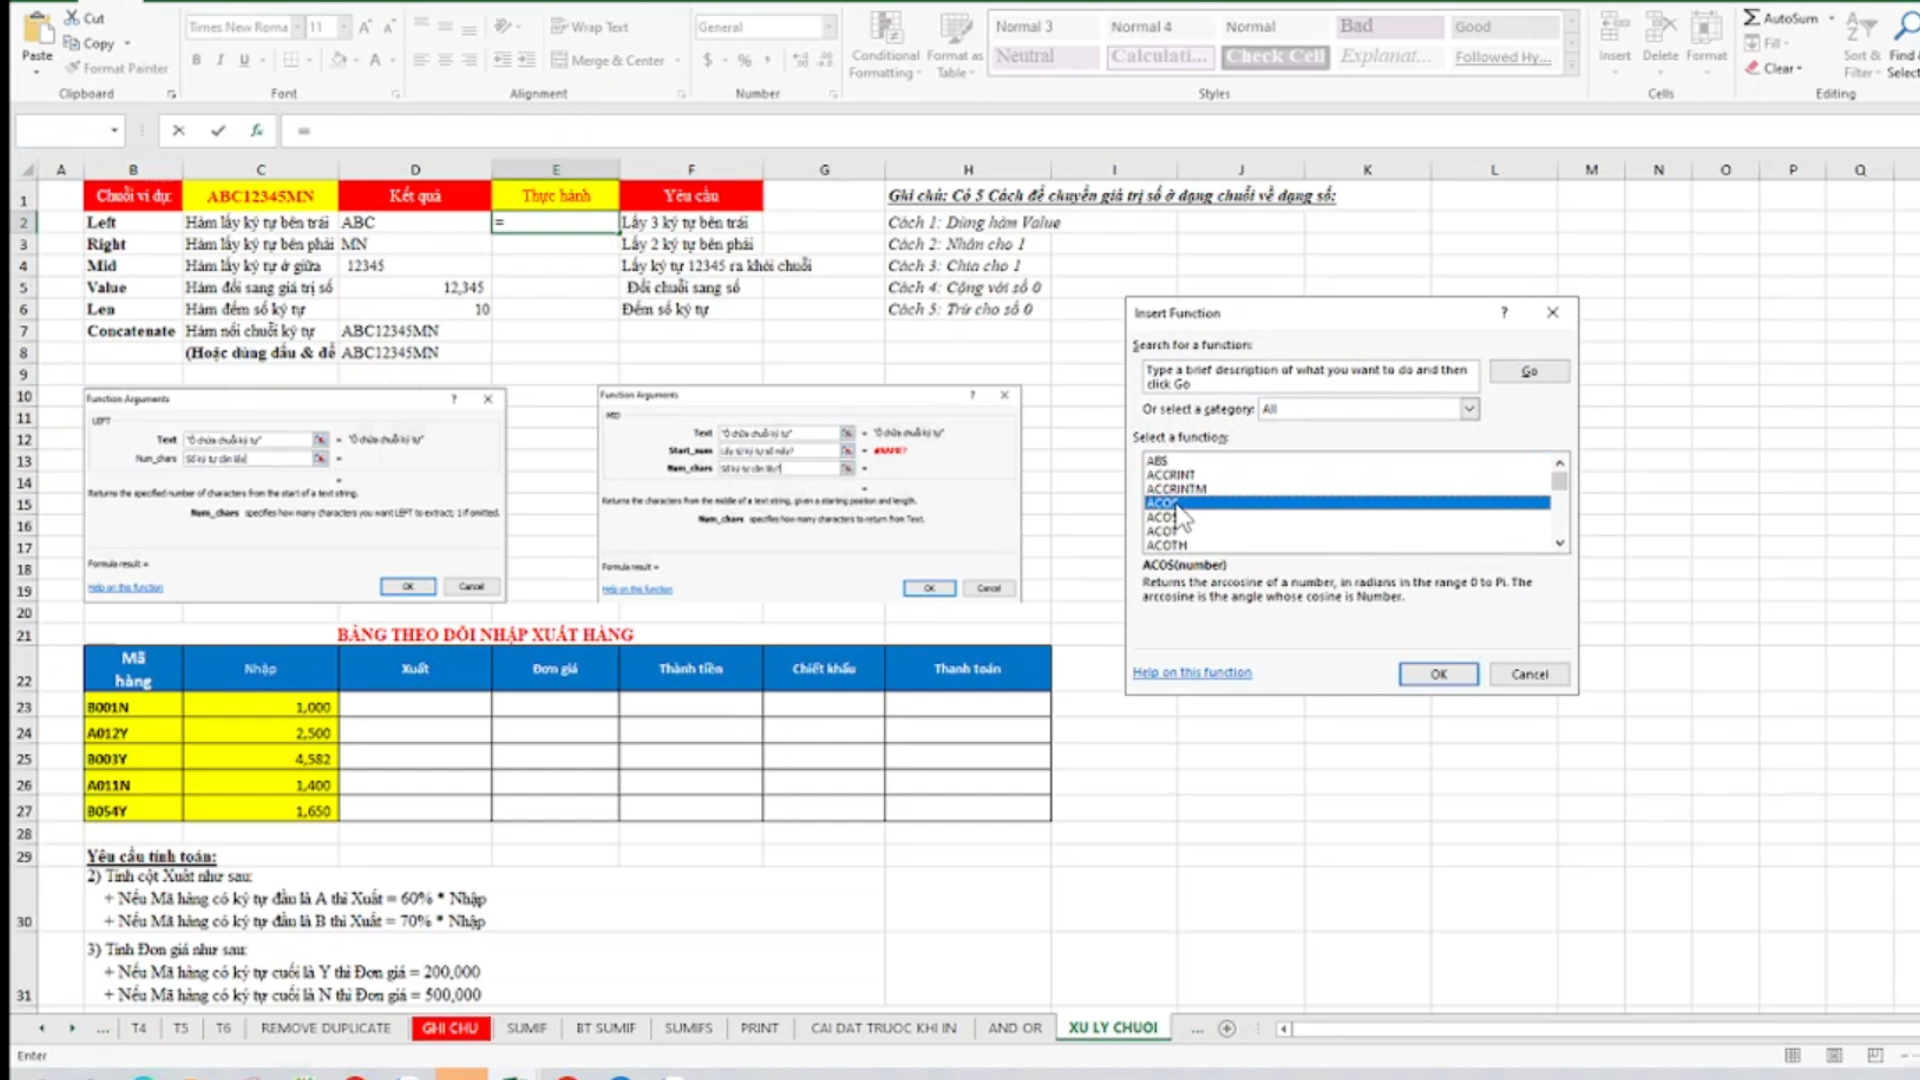 Cut
Copy
Format Painter
Paste
Clipboard
Times New Roma
11
B I U
Font
Wrap Text
Merge & Center
Alignment
General
$ % ,
Number
Conditional Formatting
Format as Table
Normal 3
Normal 4
Normal
Bad
Good
Neutral
Calculati...
Check Cell
Explanat...
Followed Hy...
Styles
Insert
Delete
Format
Cells
AutoSum
Fill
Clear
Sort & Filter
Find & Select
Editing
fx
=
A B C D E F G H I J K L M N O P Q
1 Chuỗi ví dụ: ABC12345MN Kết quả Thực hành Yêu cầu Ghi chú: Có 5 Cách để chuyển giá trị số ở dạng chuỗi về dạng số:
2 Left Hàm lấy ký tự bên trái ABC = Lấy 3 ký tự bên trái Cách 1: Dùng hàm Value
3 Right Hàm lấy ký tự bên phải MN Lấy 2 ký tự bên phải Cách 2: Nhân cho 1
4 Mid Hàm lấy ký tự ở giữa 12345 Lấy ký tự 12345 ra khỏi chuỗi Cách 3: Chia cho 1
5 Value Hàm đổi sang giá trị số 12,345 Đổi chuỗi sang số Cách 4: Cộng với số 0
6 Len Hàm đếm số ký tự 10 Đếm số ký tự Cách 5: Trừ cho số 0
7 Concatenate Hàm nối chuỗi ký tự ABC12345MN
8 (Hoặc dùng dấu & để ABC12345MN
9
10
11
12
13
14
15
16
17
18
19
20
Function Arguments ? ×
LEFT
Text "Ô chứa chuỗi ký tự" = "Ô chứa chuỗi ký tự"
Num_chars Số ký tự cần lấy =
=
Returns the specified number of characters from the start of a text string.
Num_chars specifies how many characters you want LEFT to extract; 1 if omitted.
Formula result =
Help on this function
OK Cancel
Function Arguments ? ×
MID
Text "Ô chứa chuỗi ký tự" = "Ô chứa chuỗi ký tự"
Start_num Lấy từ ký tự số mấy? = #NAME?
Num_chars Số ký tự cần lấy? =
=
Returns the characters from the middle of a text string, given a starting position and length.
Num_chars specifies how many characters to return from Text.
Formula result =
Help on this function
OK Cancel
Insert Function ? ×
Search for a function:
Type a brief description of what you want to do and then
click Go
Go
Or select a category: All
Select a function:
ABS
ACCRINT
ACCRINTM
ACOS
ACOT
ACOTH
ACOS(number)
Returns the arccosine of a number, in radians in the range 0 to Pi. The
arccosine is the angle whose cosine is Number.
Help on this function
OK Cancel
21 BẢNG THEO DÕI NHẬP XUẤT HÀNG
22 Mã hàng Nhập Xuất Đơn giá Thành tiền Chiết khấu Thanh toán
23 B001N 1,000
24 A012Y 2,500
25 B003Y 4,582
26 A011N 1,400
27 B054Y 1,650
28
29 Yêu cầu tính toán:
2) Tính cột Xuất như sau:
+ Nếu Mã hàng có ký tự đầu là A thì Xuất = 60% * Nhập
30 + Nếu Mã hàng có ký tự đầu là B thì Xuất = 70% * Nhập
3) Tính Đơn giá như sau:
+ Nếu Mã hàng có ký tự cuối là Y thì Đơn giá = 200,000
31 + Nếu Mã hàng có ký tự cuối là N thì Đơn giá = 500,000
... T4 T5 T6 REMOVE DUPLICATE GHI CHU SUMIF BT SUMIF SUMIFS PRINT CAI DAT TRUOC KHI IN AND OR XU LY CHUOI ...
Enter